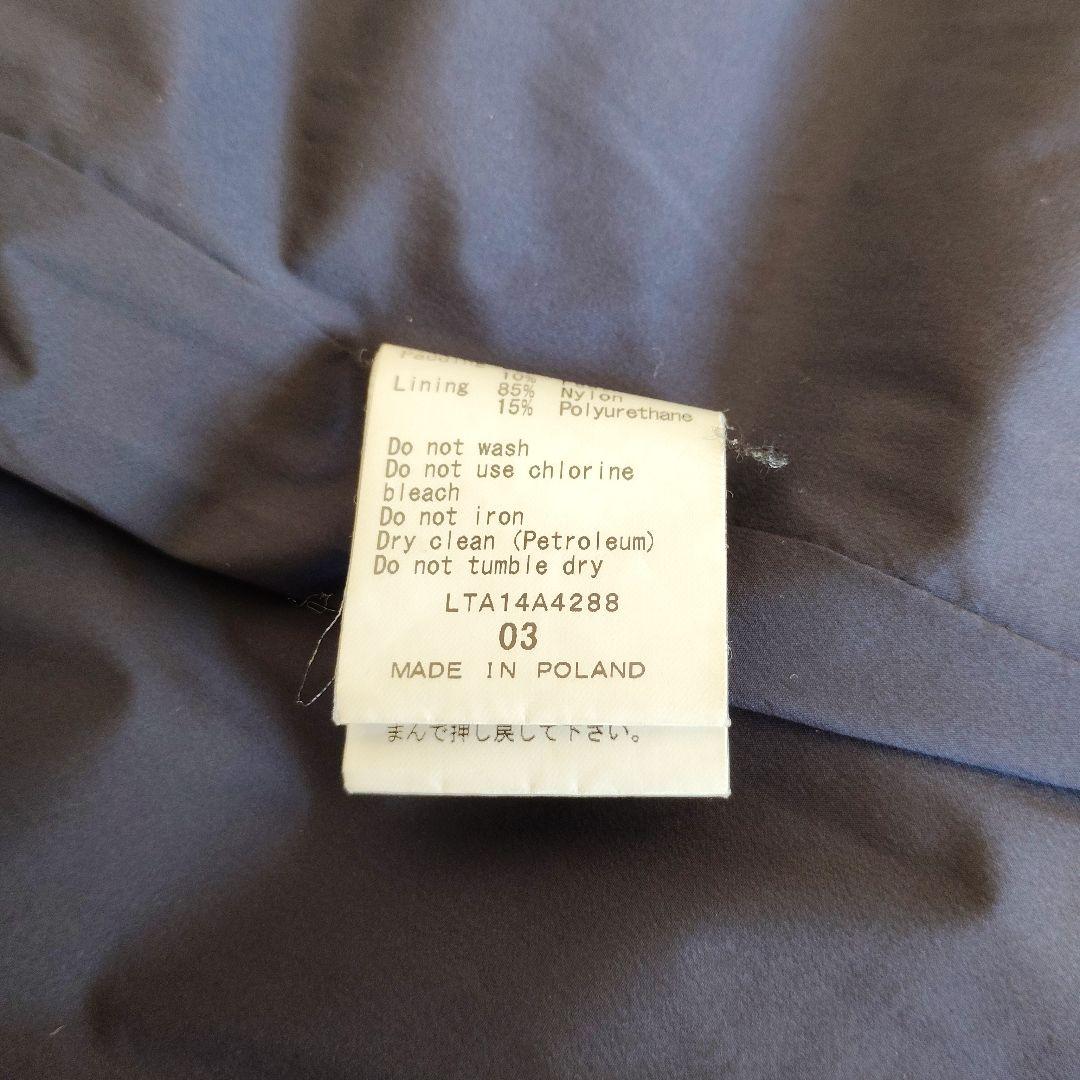 Padding
10%
Lining 85% Nylon
15% Polyurethane
Do not wash
Do not use chlorine
bleach
Do not iron
Dry clean (Petroleum)
Do not tumble dry
LTA14A4288
03
MADE IN POLAND
まんで押し戻して下さい。